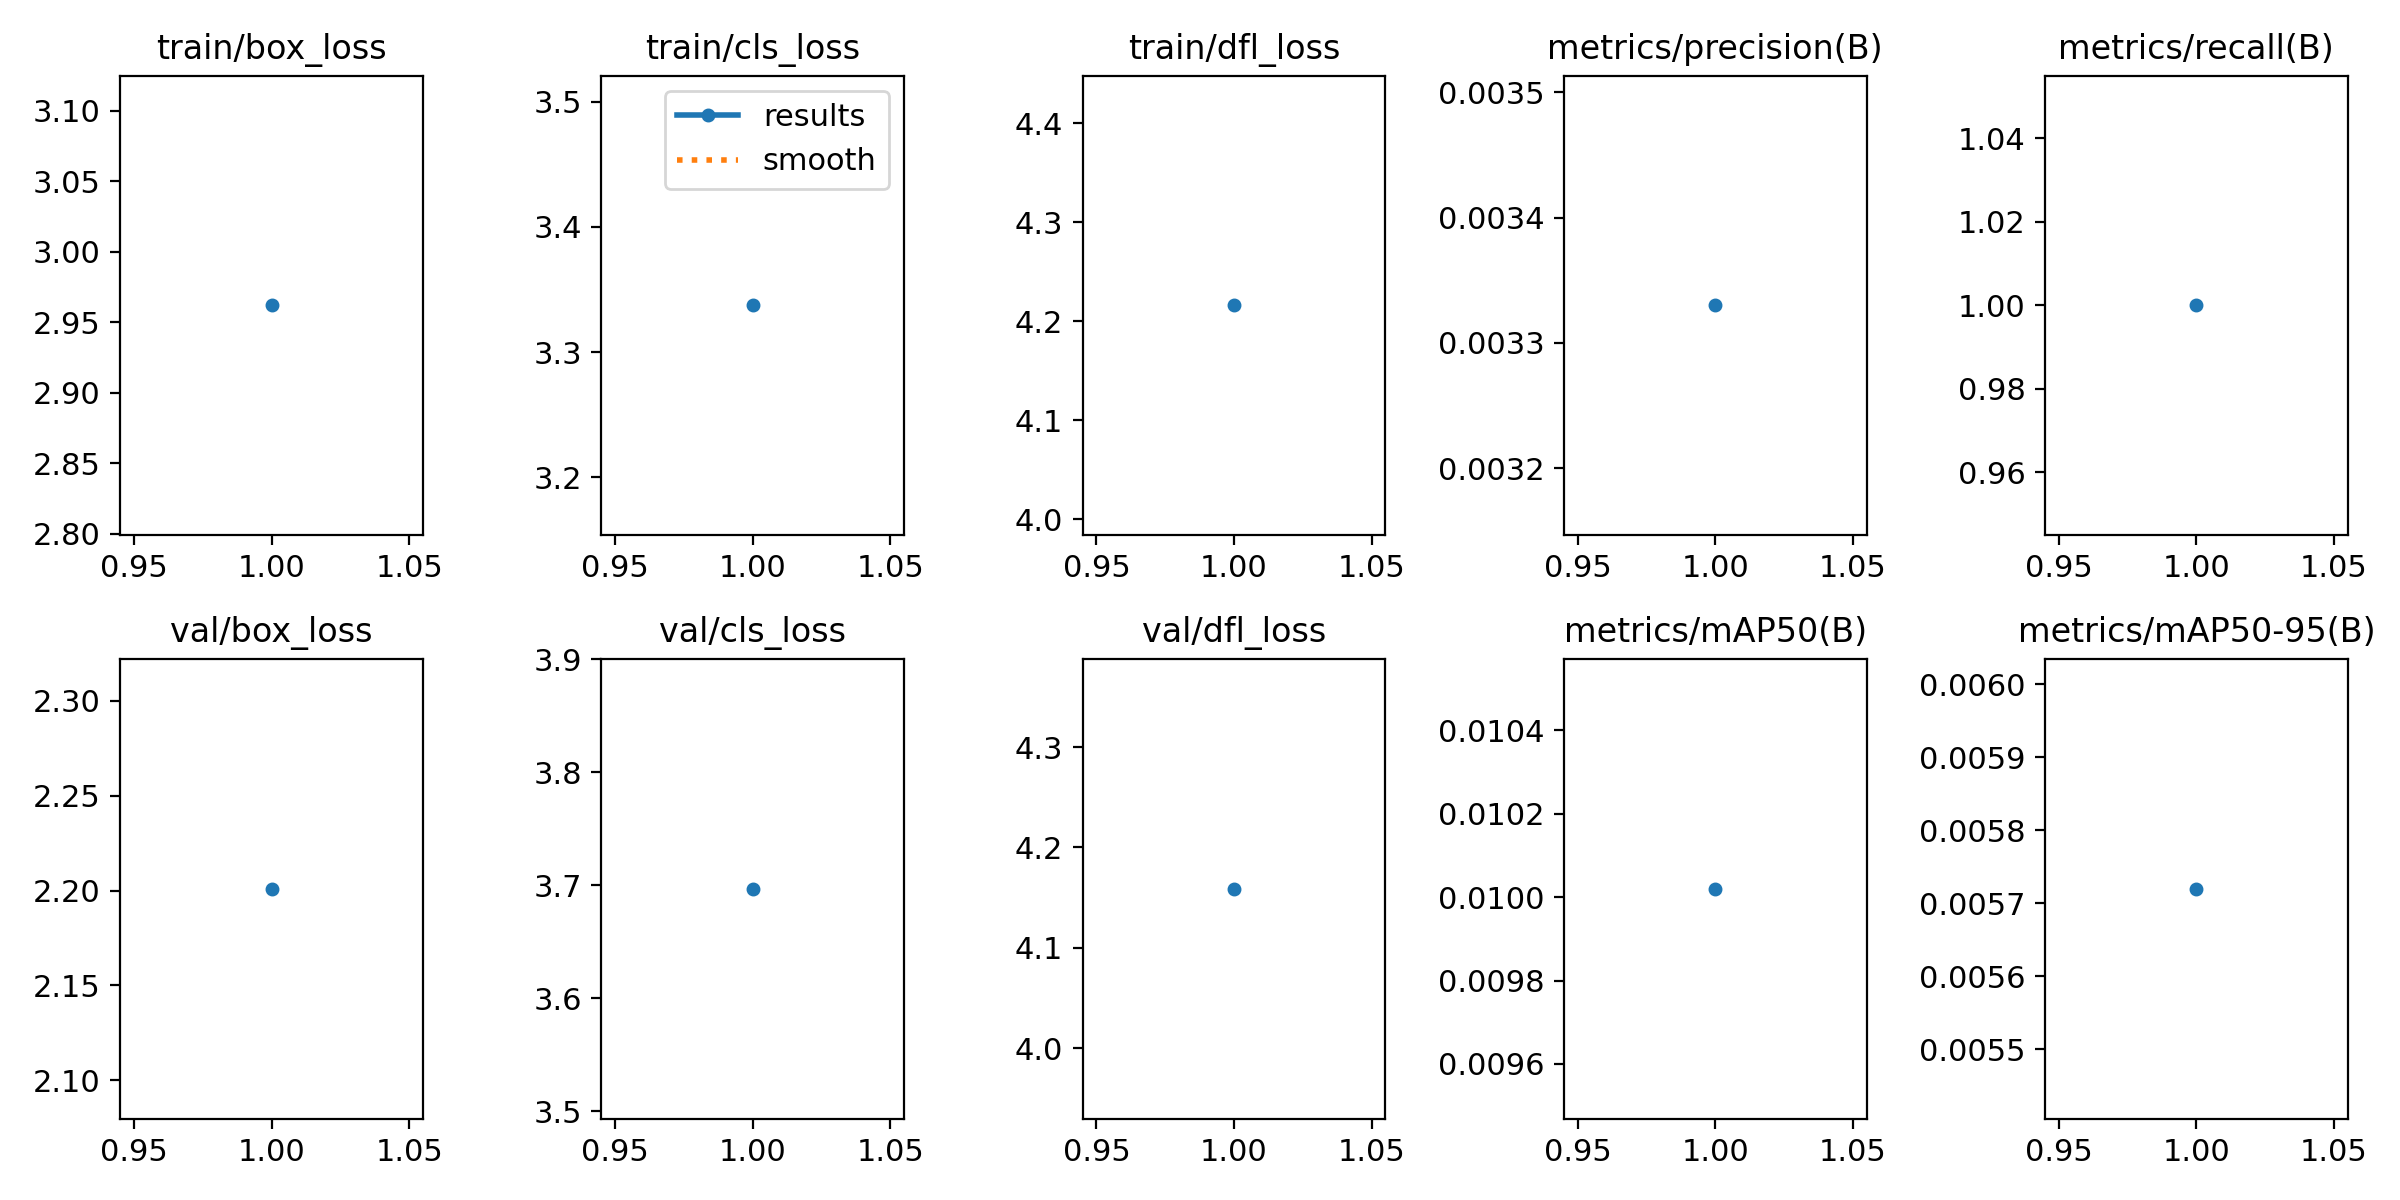 train/box_loss
3.10
3.05
3.00
2.95
2.90
2.85
2.80
0.95 1.00 1.05
train/cls_loss
results
smooth
3.5
3.4
3.3
3.2
0.95 1.00 1.05
train/dfl_loss
4.4
4.3
4.2
4.1
4.0
0.95 1.00 1.05
metrics/precision(B)
0.0035
0.0034
0.0033
0.0032
0.95 1.00 1.05
metrics/recall(B)
1.04
1.02
1.00
0.98
0.96
0.95 1.00 1.05
val/box_loss
2.30
2.25
2.20
2.15
2.10
0.95 1.00 1.05
val/cls_loss
3.9
3.8
3.7
3.6
3.5
0.95 1.00 1.05
val/dfl_loss
4.3
4.2
4.1
4.0
0.95 1.00 1.05
metrics/mAP50(B)
0.0104
0.0102
0.0100
0.0098
0.0096
0.95 1.00 1.05
metrics/mAP50-95(B)
0.0060
0.0059
0.0058
0.0057
0.0056
0.0055
0.95 1.00 1.05